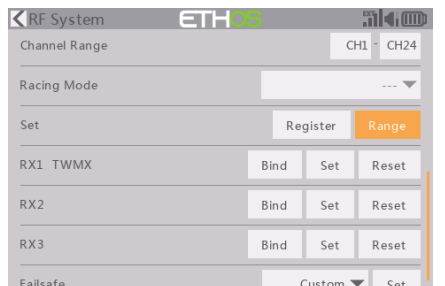 RF System ETHOS EXT
Channel Range CH1 - CH24
Racing Mode ---
Set Register Range
RX1 TWMX Bind Set Reset
RX2 Bind Set Reset
RX3 Bind Set Reset
Failsafe Custom Set